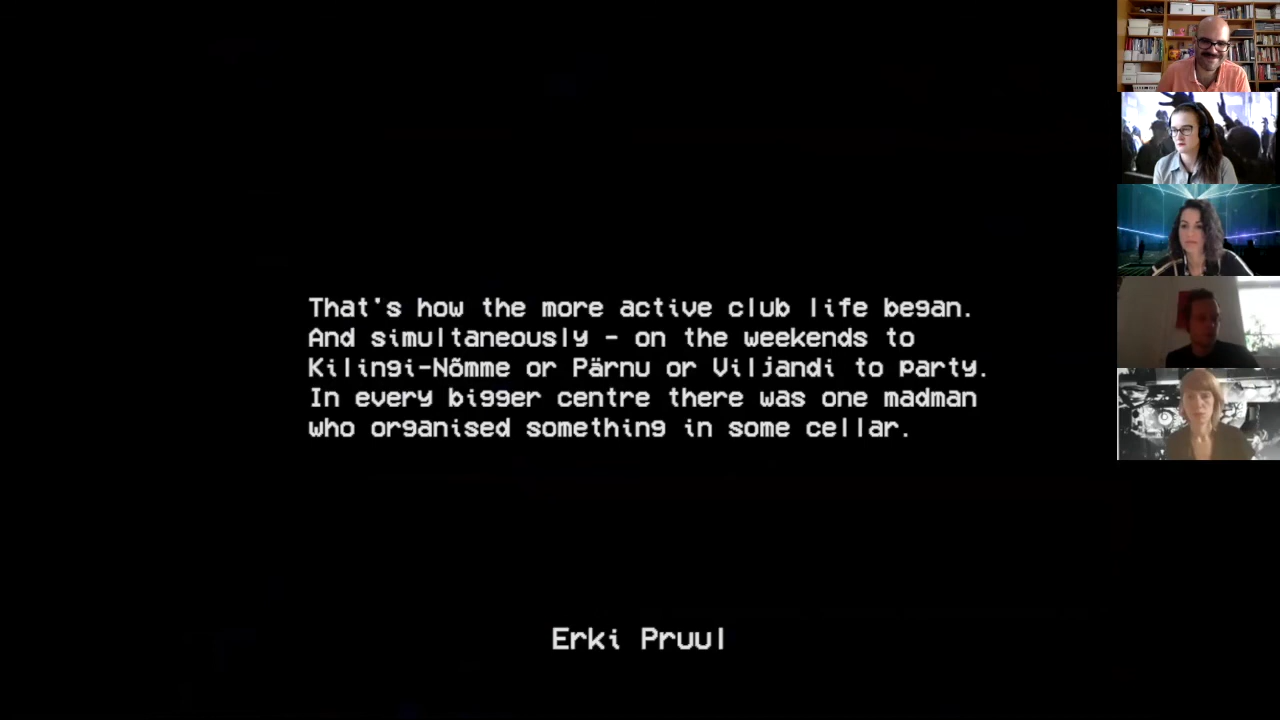 That's how the more active club life began.
And simultaneously - on the weekends to
Kilingi-Nõmme or Pärnu or Viljandi to party.
In every bigger centre there was one madman
who organised something in some cellar.
Erki Pruul